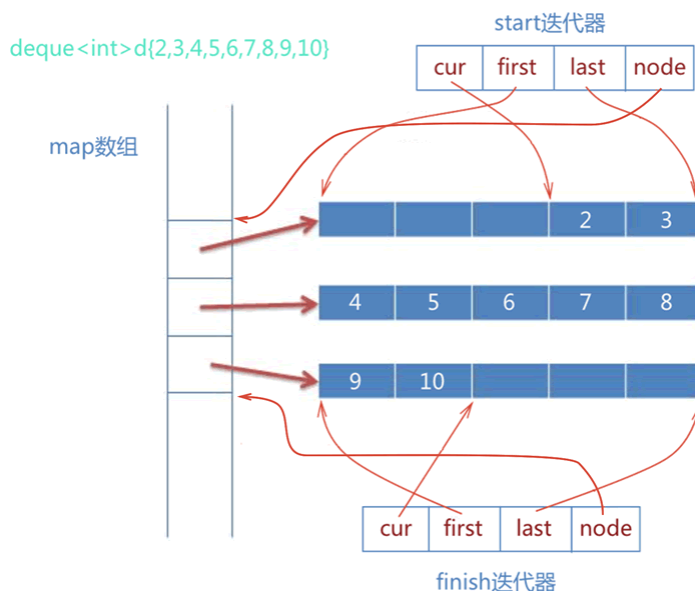 start迭代器
deque<int>d{2,3,4,5,6,7,8,9,10}
cur first last node
map数组
2 3
4 5 6 7 8
9 10
cur first last node
finish迭代器